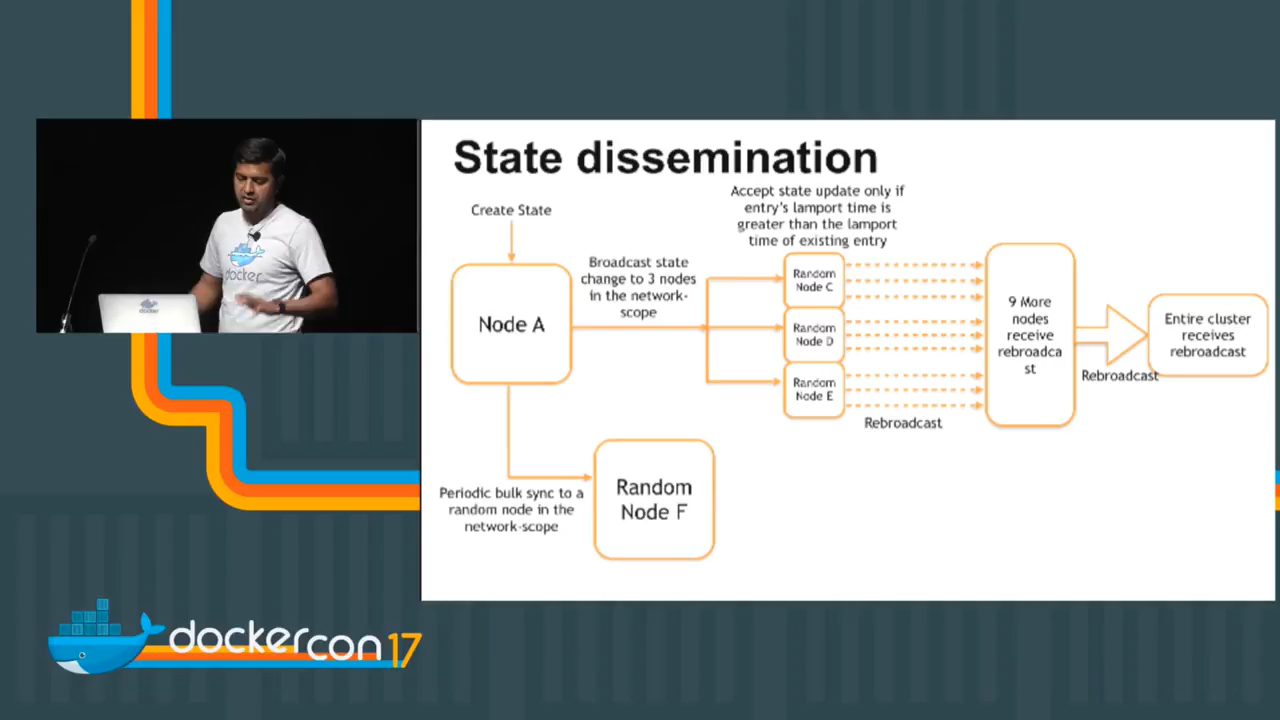 State dissemination
Create State
Accept state update only if
entry's lamport time is
greater than the lamport
time of existing entry
Broadcast state
change to 3 nodes
in the network-
scope
Node A
Random
Node C
Random
Node D
Random
Node E
Rebroadcast
9 More
nodes
receive
rebroadca
st
Rebroadcast
Entire cluster
receives
rebroadcast
Periodic bulk sync to a
random node in the
network-scope
Random
Node F
docker
dockercon 17